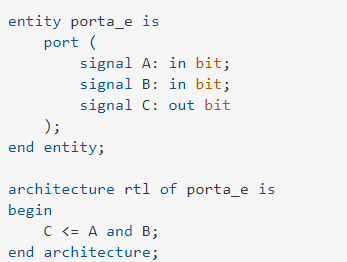 entity porta_e is
    port (
        signal A: in bit;
        signal B: in bit;
        signal C: out bit
    );
end entity;

architecture rtl of porta_e is
begin
    C <= A and B;
end architecture;